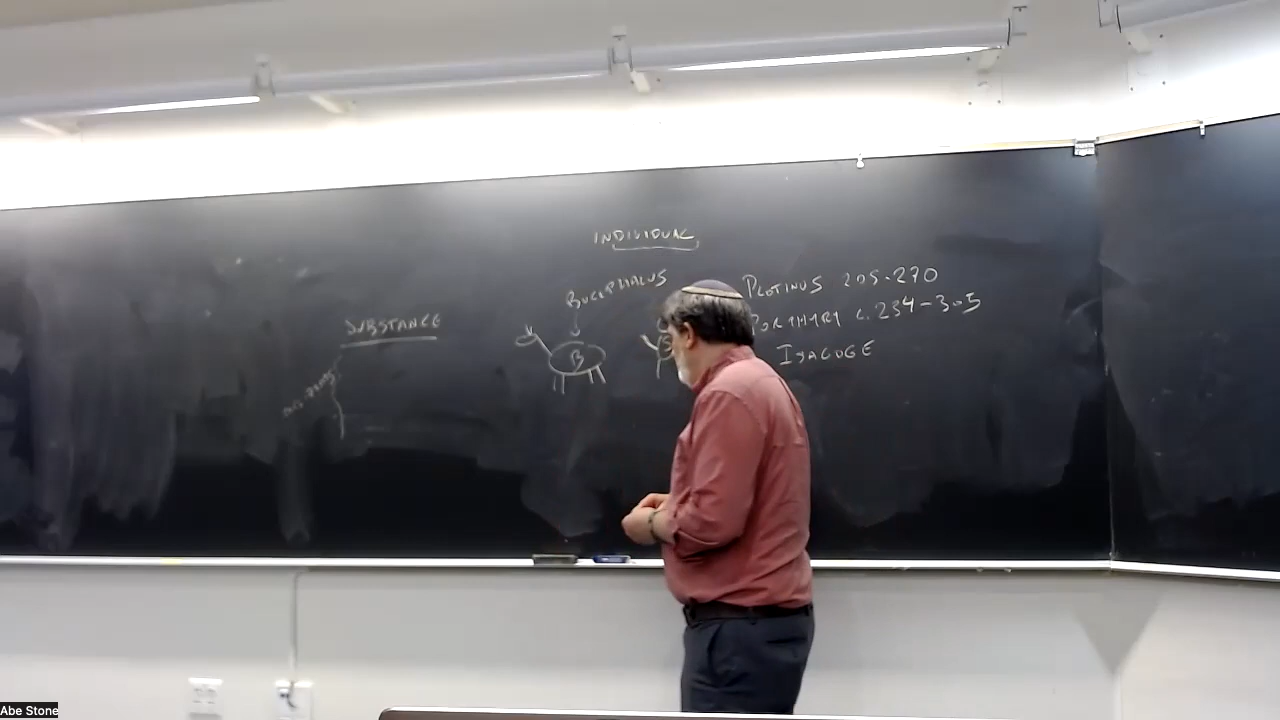 INDIVIDUAL
BUCEPHALUS
PLOTINUS 205-270
PORPHYRY c. 234-305
ISAGOGE
SUBSTANCE
B
Abe Stone